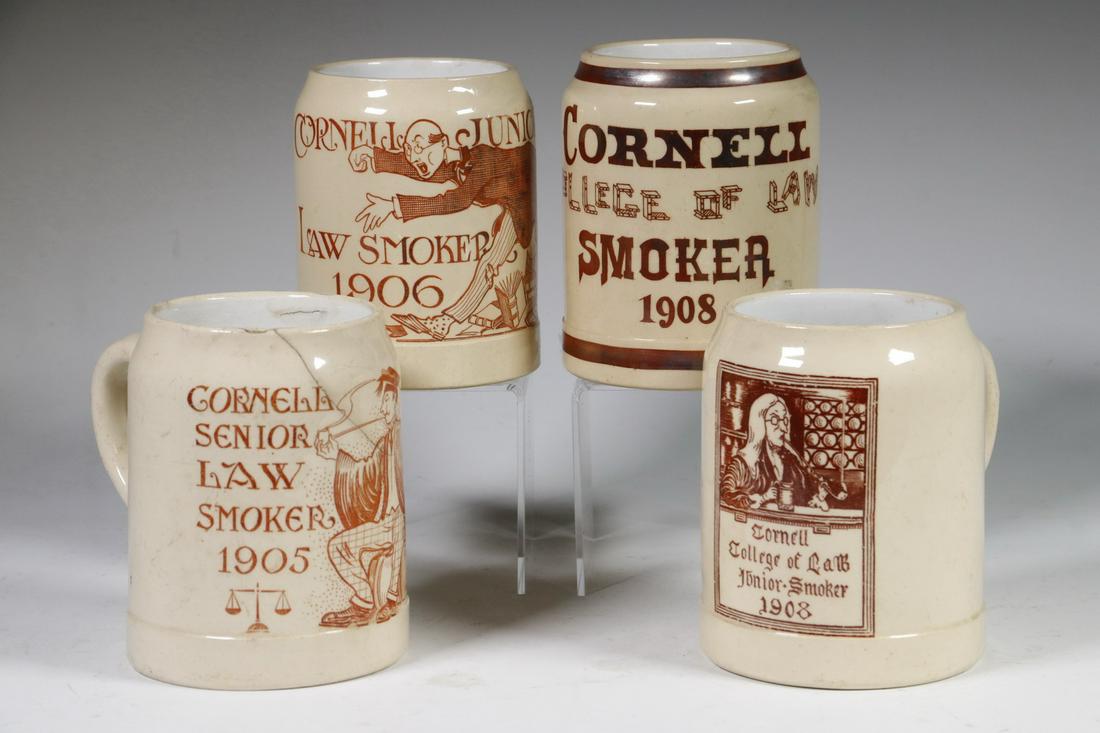 CORNELL JUNIO
LAW SMOKER
1906
CORNELL
LLEGE OF LAW
SMOKER
1908
CORNELL
SENIOR
LAW
SMOKER
1905
Cornell
College of Law
Junior-Smoker
1908